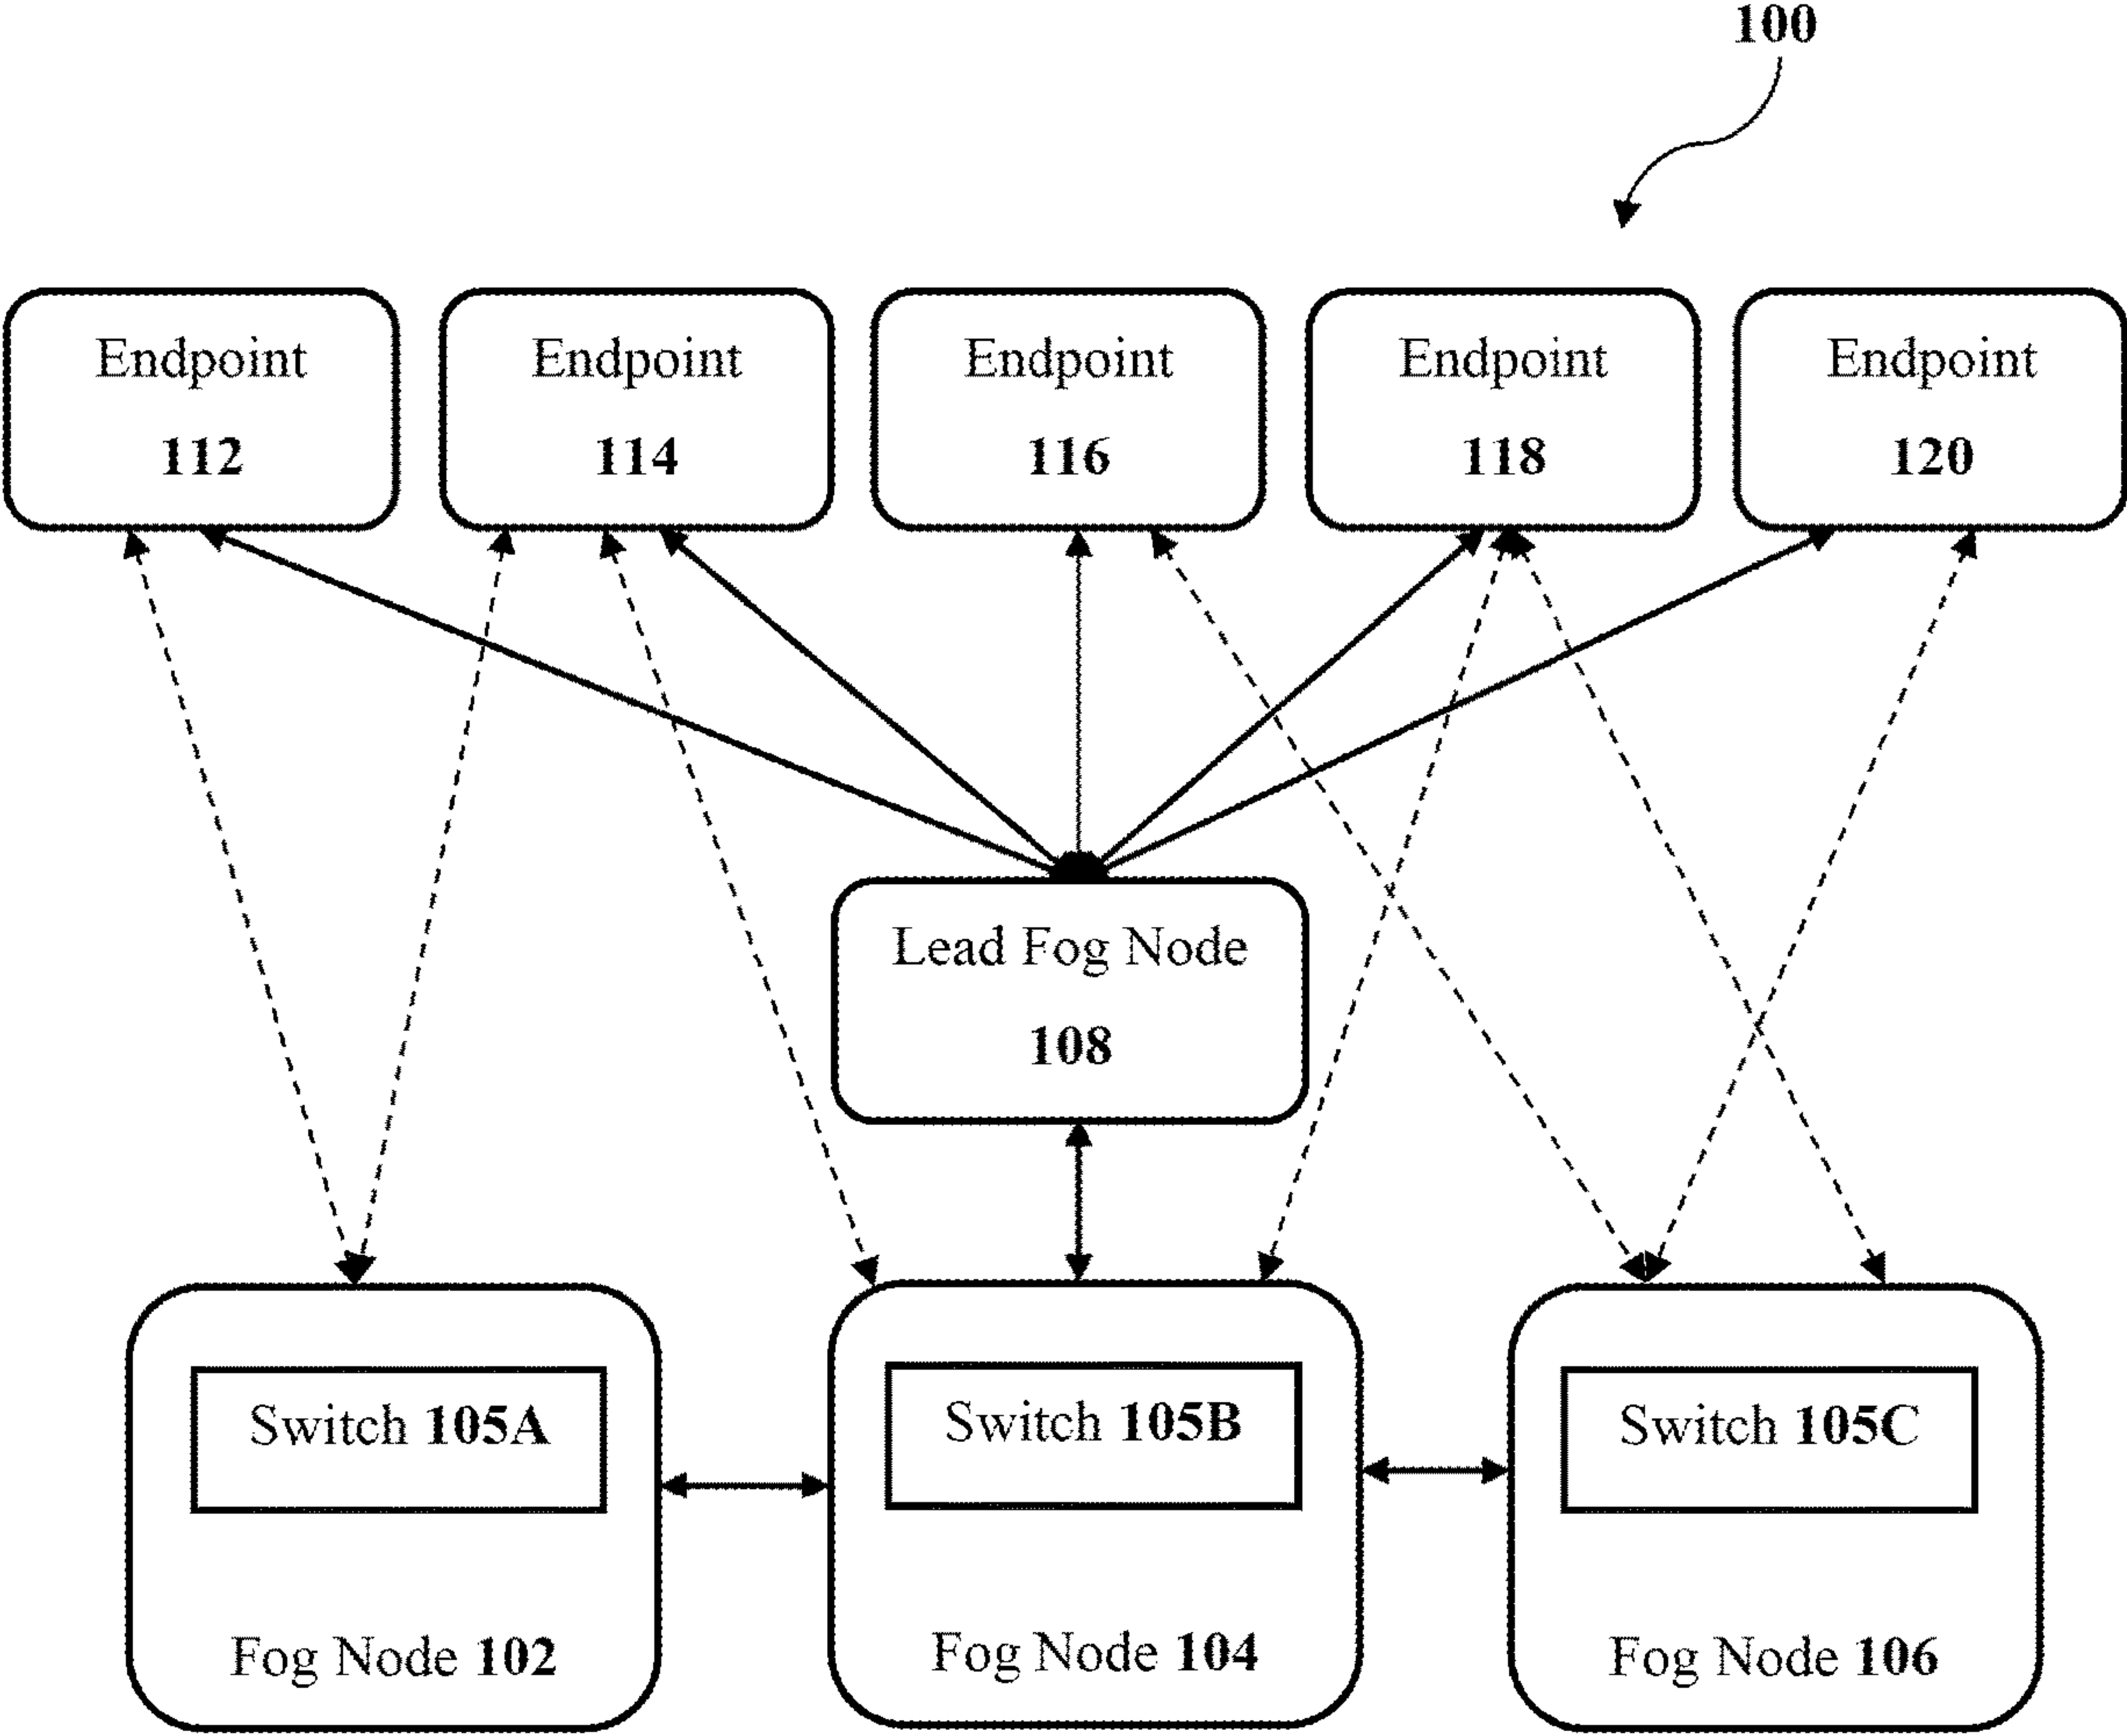 100
Endpoint
112
Endpoint
114
Endpoint
116
Endpoint
118
Endpoint
120
Lead Fog Node
108
Switch 105A
Fog Node 102
Switch 105B
Fog Node 104
Switch 105C
Fog Node 106